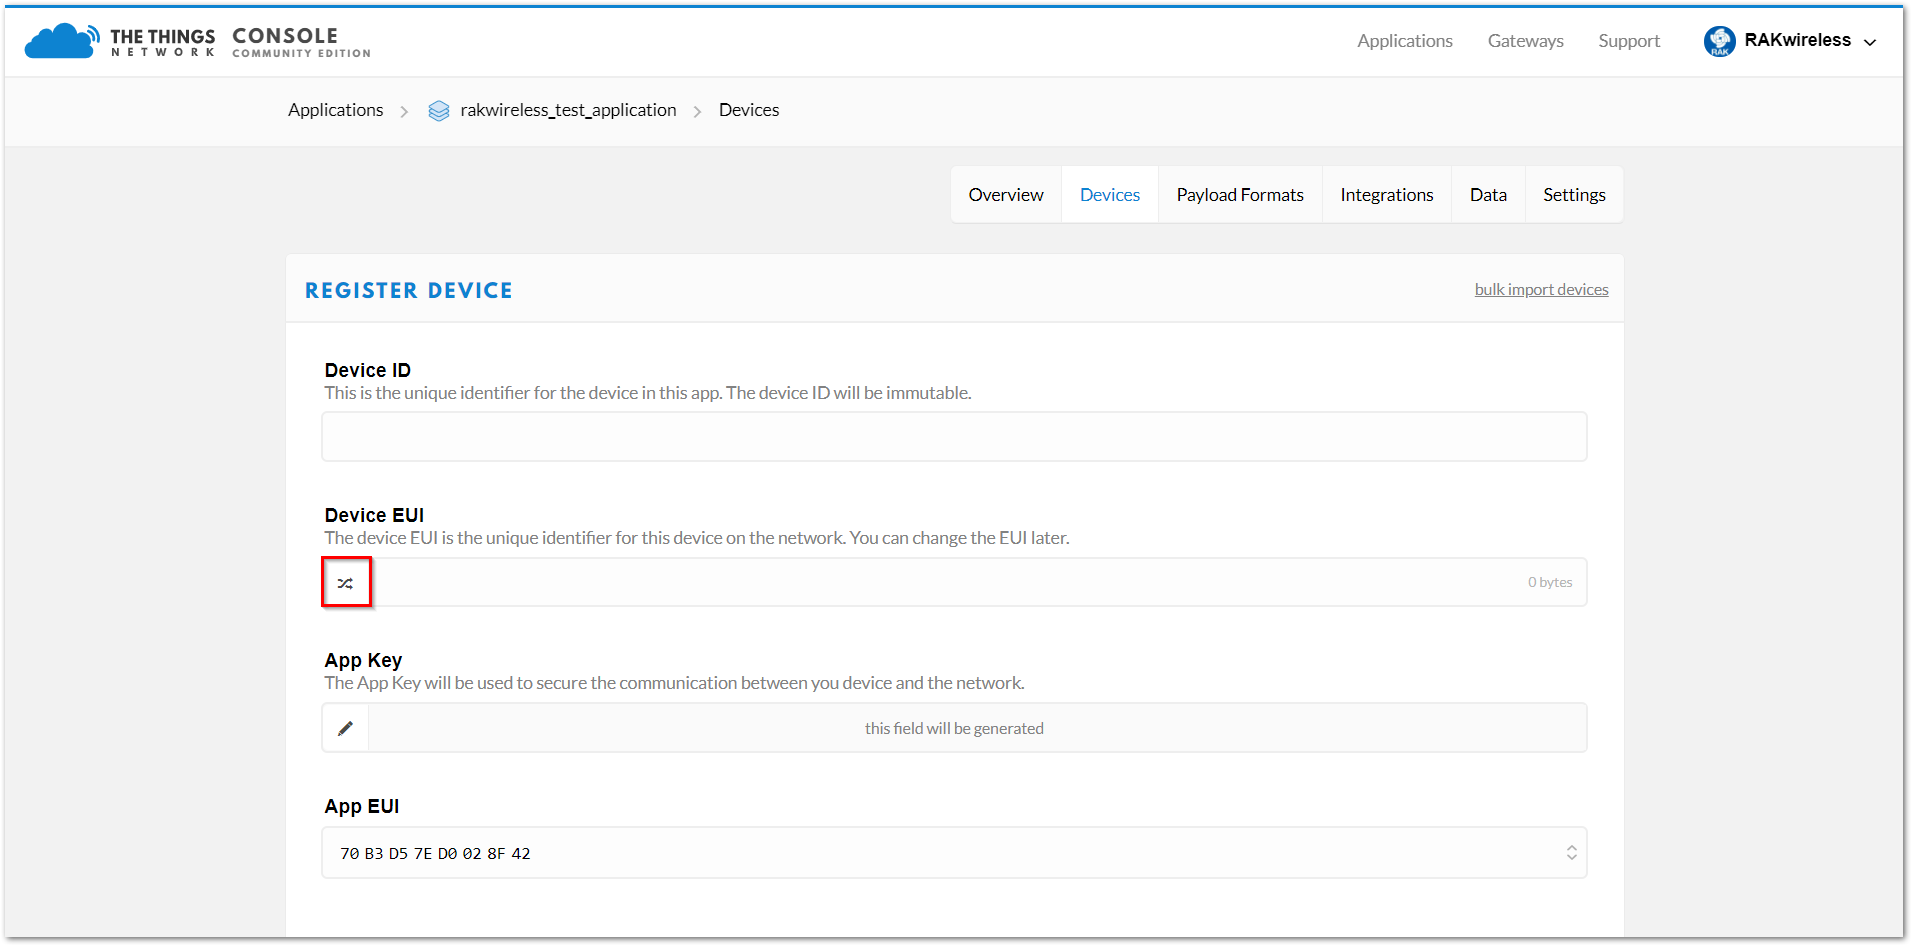 THE THINGS NETWORK CONSOLE COMMUNITY EDITION
Applications Gateways Support RAK RAKwireless
Applications rakwireless_test_application Devices
Overview Devices Payload Formats Integrations Data Settings
REGISTER DEVICE bulk import devices
Device ID
This is the unique identifier for the device in this app. The device ID will be immutable.
Device EUI
The device EUI is the unique identifier for this device on the network. You can change the EUI later.
0 bytes
App Key
The App Key will be used to secure the communication between you device and the network.
this field will be generated
App EUI
70 B3 D5 7E D0 02 8F 42